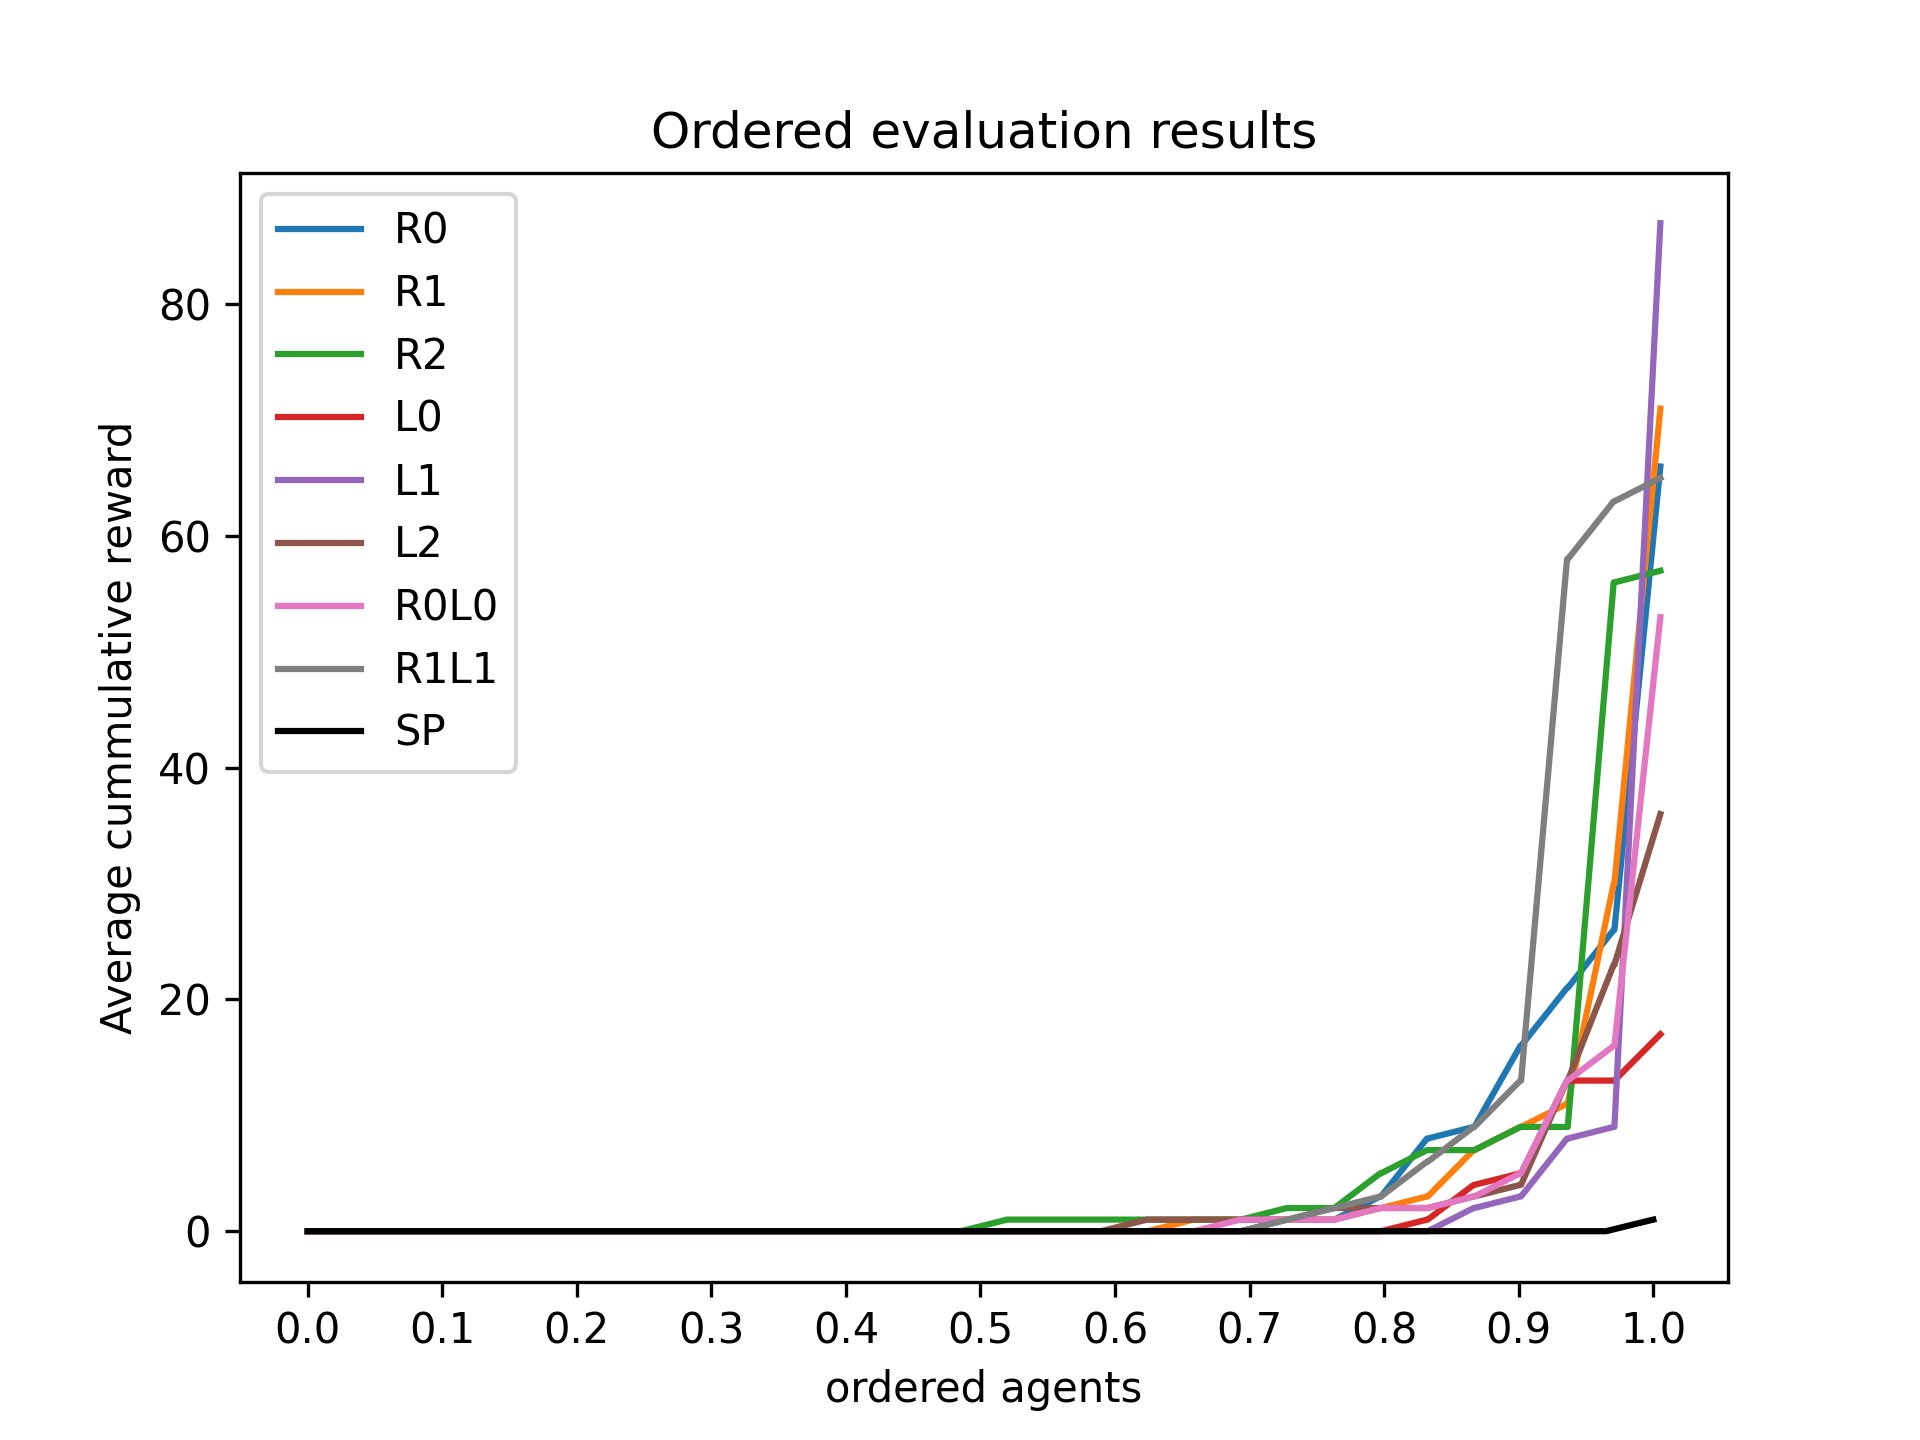 Ordered evaluation results
R0
R1
R2
L0
L1
L2
R0L0
R1L1
SP
Average cummulative reward
80
60
40
20
0
0.0 0.1 0.2 0.3 0.4 0.5 0.6 0.7 0.8 0.9 1.0
ordered agents